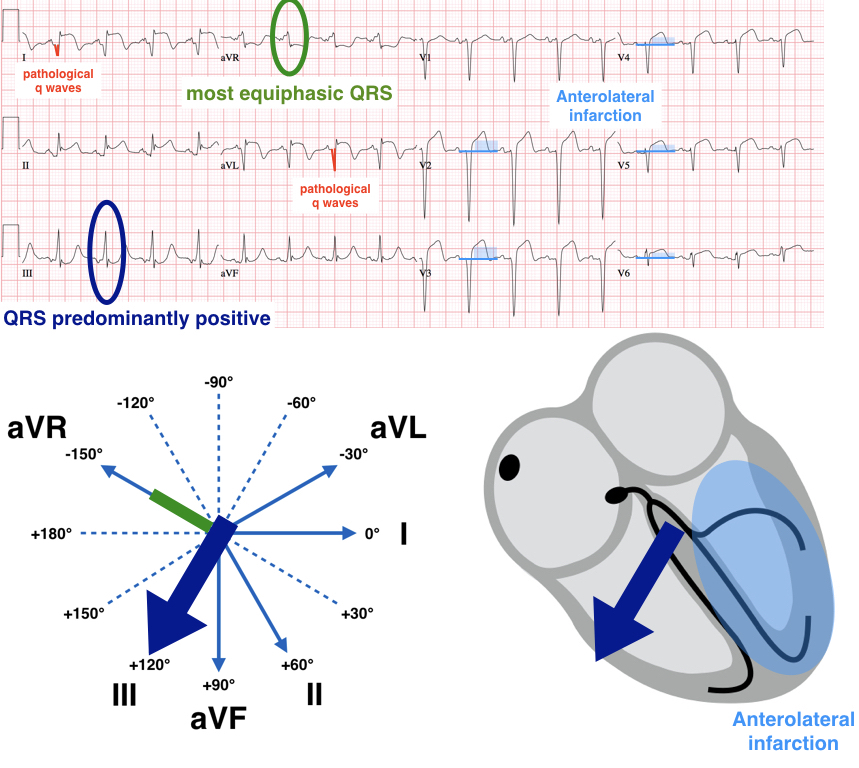 I
pathological
q waves
aVR
most equiphasic QRS
V1
V4
Anterolateral
infarction
II
aVL
pathological
q waves
V2
V5
III
aVF
V3
V6
QRS predominantly positive
-90°
-120°
-60°
aVR
aVL
-150°
-30°
+180°
0°
I
+150°
+30°
+120°
+60°
+90°
III
II
aVF
Anterolateral
infarction